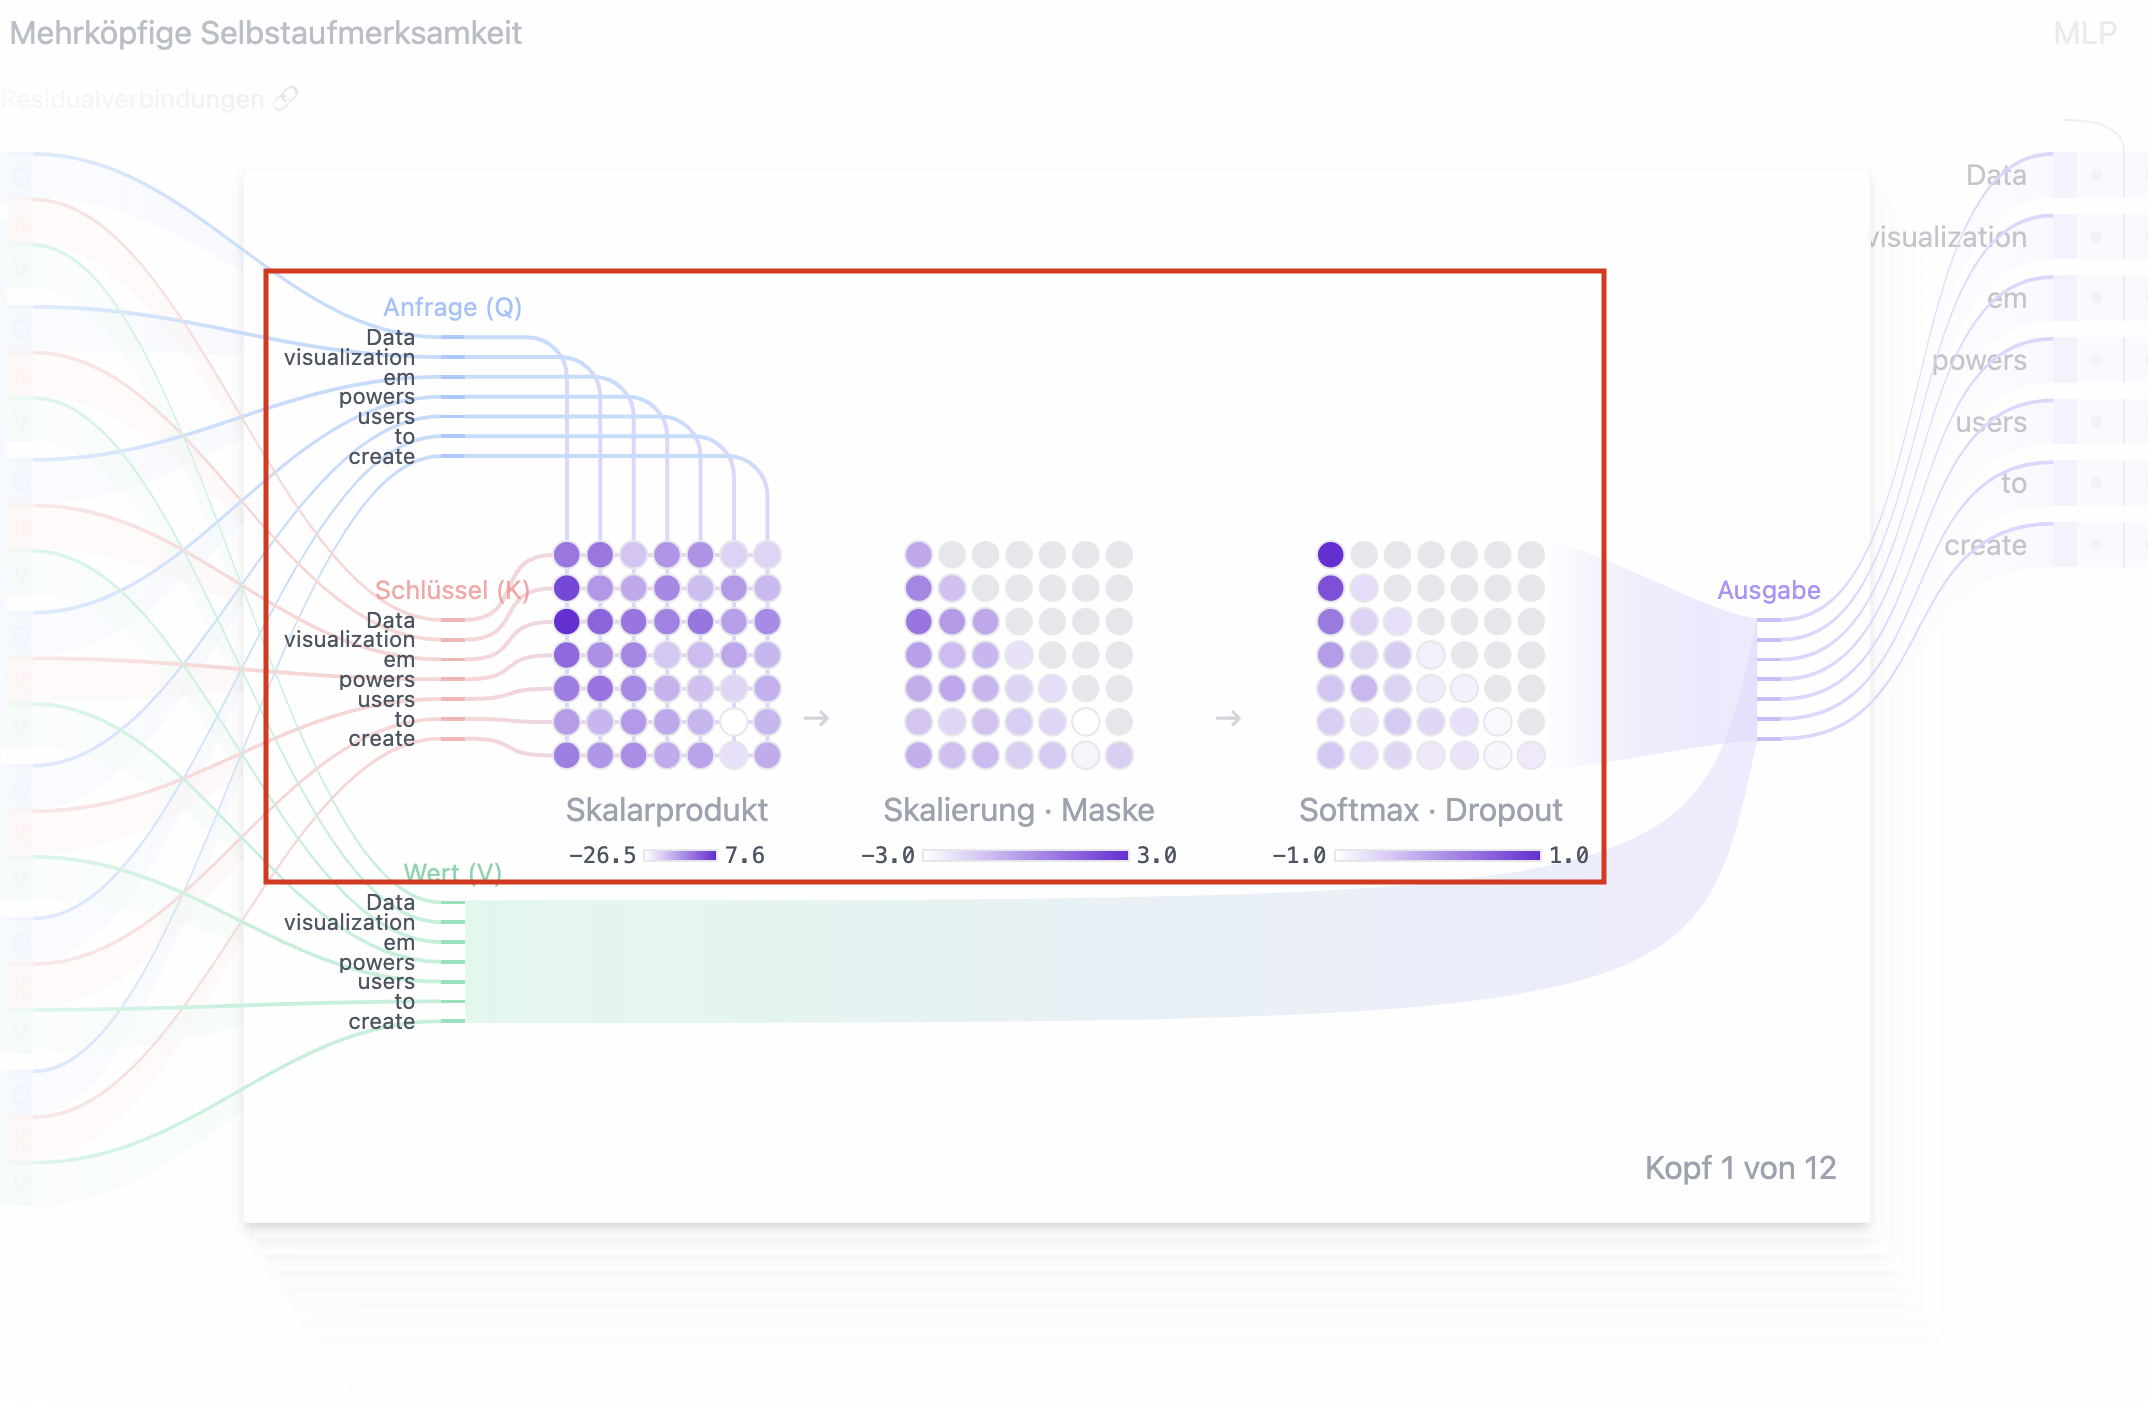 Mehrköpfige Selbstaufmerksamkeit
MLP
Residualverbindungen
Anfrage (Q)
Data
visualization
em
powers
users
to
create
Schlüssel (K)
Data
visualization
em
powers
users
to
create
Skalarprodukt
-26.5 7.6
Skalierung · Maske
-3.0 3.0
Softmax · Dropout
-1.0 1.0
Wert (V)
Data
visualization
em
powers
users
to
create
Ausgabe
Data
visualization
em
powers
users
to
create
Kopf 1 von 12
Q
K
V
Q
K
V
Q
K
V
Q
K
V
Q
K
V
Q
K
V
Q
K
V